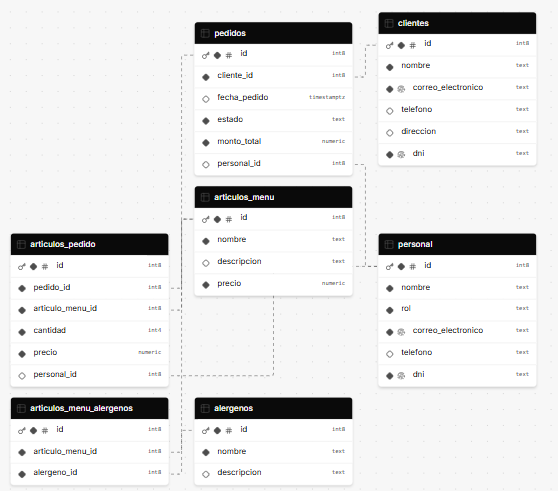 pedidos
id int8
cliente_id int8
fecha_pedido timestamptz
estado text
monto_total numeric
personal_id int8
clientes
id int8
nombre text
correo_electronico text
telefono text
direccion text
dni text
articulos_menu
id int8
nombre text
descripcion text
precio numeric
articulos_pedido
id int8
pedido_id int8
articulo_menu_id int8
cantidad int4
precio numeric
personal_id int8
personal
id int8
nombre text
rol text
correo_electronico text
telefono text
dni text
articulos_menu_alergenos
id int8
articulo_menu_id int8
alergeno_id int8
alergenos
id int8
nombre text
descripcion text